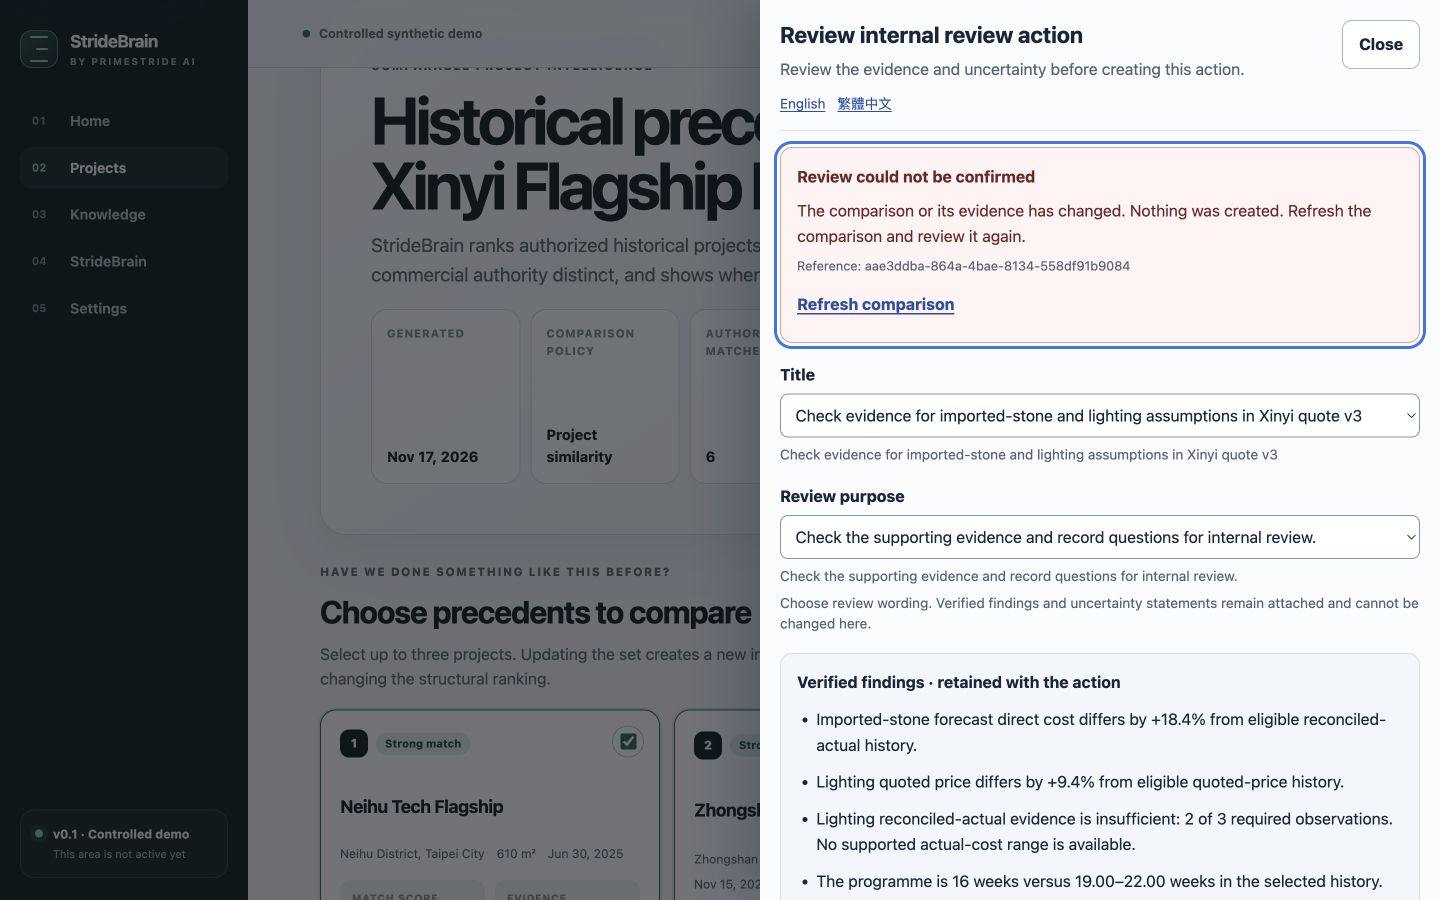 StrideBrain
BY PRIMESTRIDE AI
01 Home
02 Projects
03 Knowledge
04 StrideBrain
05 Settings
v0.1 · Controlled demo
This area is not active yet
Controlled synthetic demo
Historical prec
Xinyi Flagship
StrideBrain ranks authorized historical projects
commercial authority distinct, and shows wher
GENERATED
Nov 17, 2026
COMPARISON
POLICY
Project
similarity
AUTHOR
MATCHE
6
HAVE WE DONE SOMETHING LIKE THIS BEFORE?
Choose precedents to compare
Select up to three projects. Updating the set creates a new in
changing the structural ranking.
1 Strong match
Neihu Tech Flagship
Neihu District, Taipei City 610 m² Jun 30, 2025
MATCH SCORE
EVIDENCE
2 Stro
Zhongsh
Zhongshan
Nov 15, 202
Review internal review action
Close
Review the evidence and uncertainty before creating this action.
English 繁體中文
Review could not be confirmed
The comparison or its evidence has changed. Nothing was created. Refresh the
comparison and review it again.
Reference: aae3ddba-864a-4bae-8134-558df91b9084
Refresh comparison
Title
Check evidence for imported-stone and lighting assumptions in Xinyi quote v3
Check evidence for imported-stone and lighting assumptions in Xinyi quote v3
Review purpose
Check the supporting evidence and record questions for internal review.
Check the supporting evidence and record questions for internal review.
Choose review wording. Verified findings and uncertainty statements remain attached and cannot be
changed here.
Verified findings · retained with the action
• Imported-stone forecast direct cost differs by +18.4% from eligible reconciled-
actual history.
• Lighting quoted price differs by +9.4% from eligible quoted-price history.
• Lighting reconciled-actual evidence is insufficient: 2 of 3 required observations.
No supported actual-cost range is available.
• The programme is 16 weeks versus 19.00–22.00 weeks in the selected history.